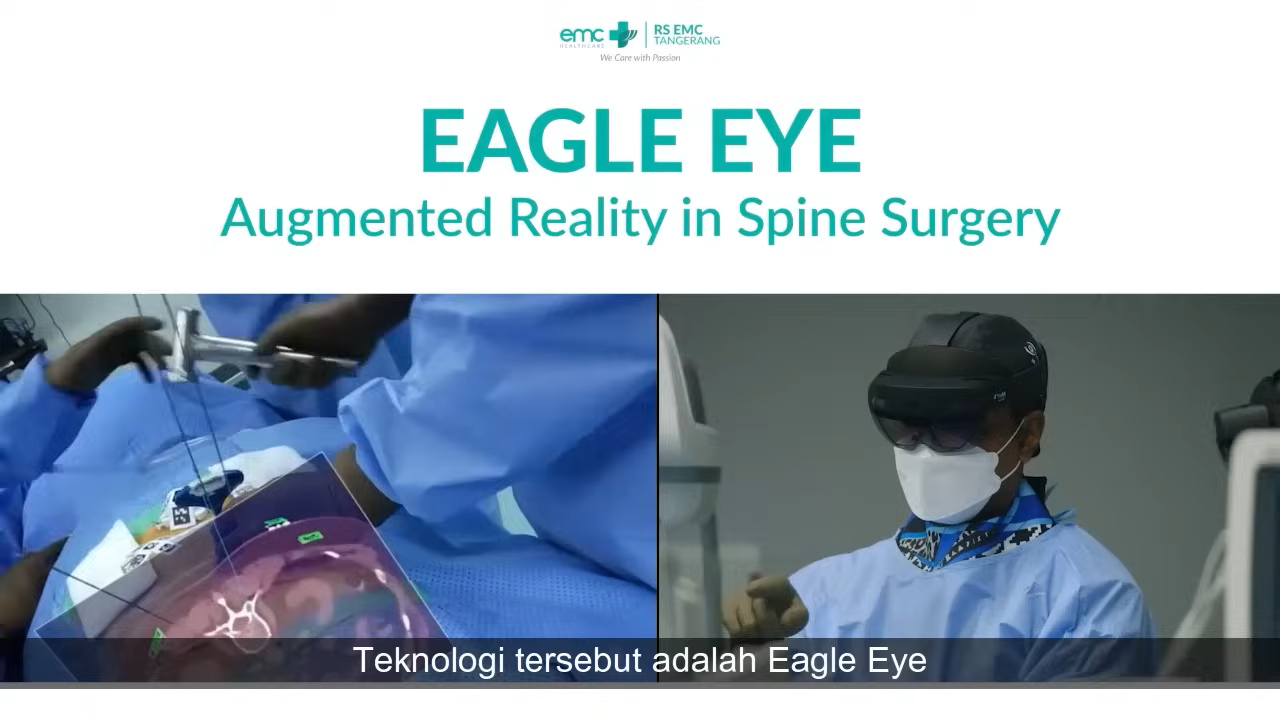 emc
HEALTHCARE
RS EMC
TANGERANG
We Care with Passion
EAGLE EYE
Augmented Reality in Spine Surgery
Teknologi tersebut adalah Eagle Eye